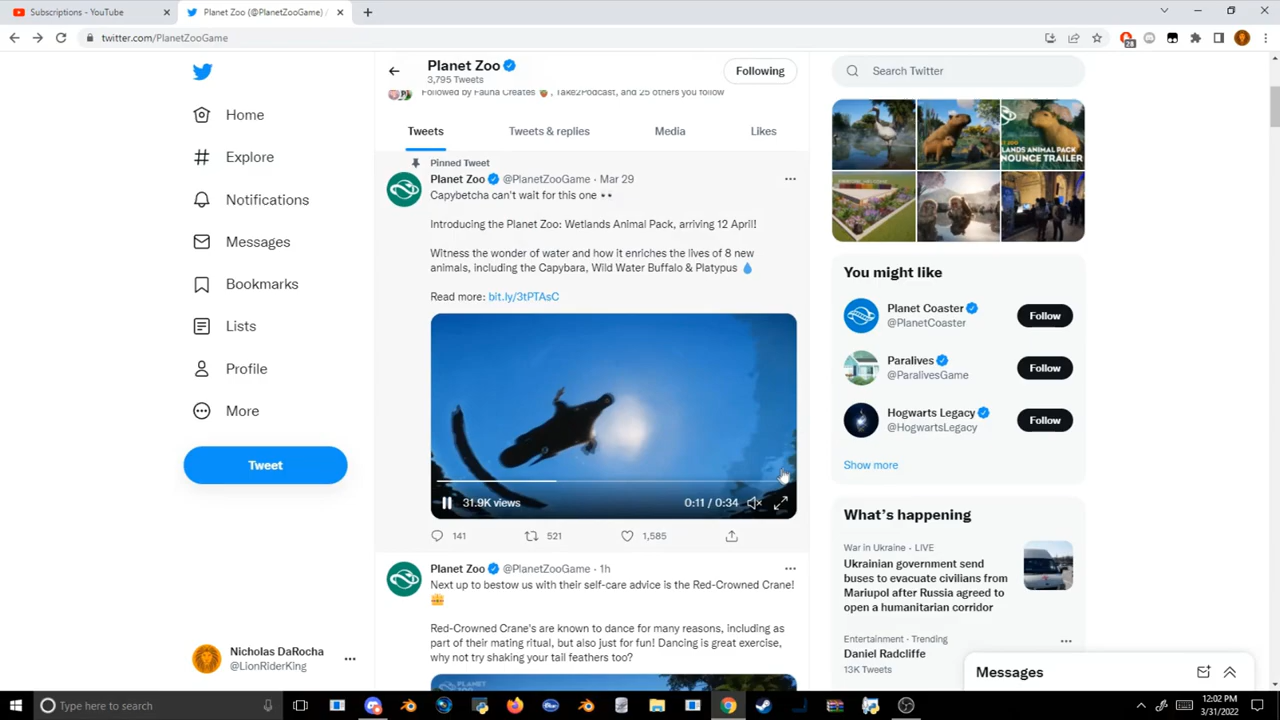 Subscriptions - YouTube
Planet Zoo (@PlanetZooGame) /
twitter.com/PlanetZooGame
28
Home
Explore
Notifications
Messages
Bookmarks
Lists
Profile
More
Tweet
Nicholas DaRocha
@LionRiderKing
Planet Zoo
3,795 Tweets
Following
Followed by Fauna Creates, Take2Podcast, and 25 others you follow
Tweets
Tweets & replies
Media
Likes
Pinned Tweet
Planet Zoo @PlanetZooGame · Mar 29
Capybetcha can't wait for this one 👀
Introducing the Planet Zoo: Wetlands Animal Pack, arriving 12 April!
Witness the wonder of water and how it enriches the lives of 8 new
animals, including the Capybara, Wild Water Buffalo & Platypus 💧
Read more: bit.ly/3tPTAsC
31.9K views
0:11 / 0:34
141
521
1,585
Planet Zoo @PlanetZooGame · 1h
Next up to bestow us with their self-care advice is the Red-Crowned Crane!
Red-Crowned Crane's are known to dance for many reasons, including as
part of their mating ritual, but also just for fun! Dancing is great exercise,
why not try shaking your tail feathers too?
Search Twitter
LANDS ANIMAL PACK
NOUNCE TRAILER
You might like
Planet Coaster
@PlanetCoaster
Follow
Paralives
@ParalivesGame
Follow
Hogwarts Legacy
@HogwartsLegacy
Follow
Show more
What's happening
War in Ukraine · LIVE
Ukrainian government send
buses to evacuate civilians from
Mariupol after Russia agreed to
open a humanitarian corridor
Entertainment · Trending
Daniel Radcliffe
13K Tweets
Messages
Type here to search
12:02 PM
3/31/2022